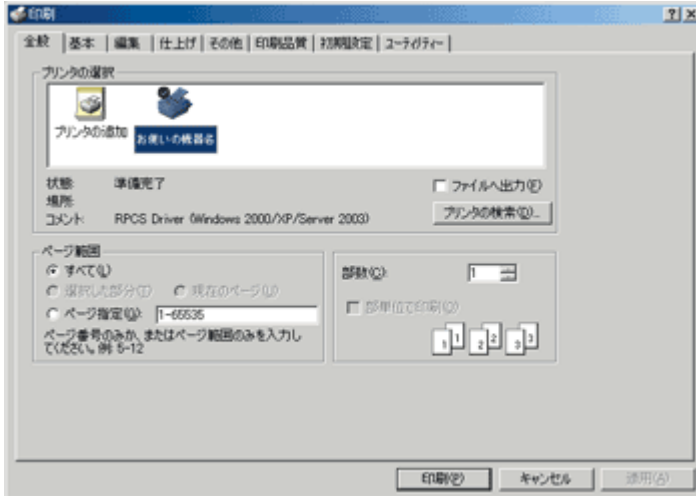 印刷
全般 基本 編集 仕上げ その他 印刷品質 初期設定 ユーティリティー
プリンタの選択
プリンタの追加 お使いの機器名
状態: 準備完了
場所:
コメント: RPCS Driver (Windows 2000/XP/Server 2003)
ファイルへ出力(F)
プリンタの検索(D)...
ページ範囲
すべて(L)
選択した部分(T) 現在のページ(U)
ページ指定(G): 1-65535
ページ番号のみか、またはページ範囲のみを入力し
てください。例: 5-12
部数(C): 1
部単位で印刷(O)
1 1 2 2 3 3
印刷(P) キャンセル 適用(A)